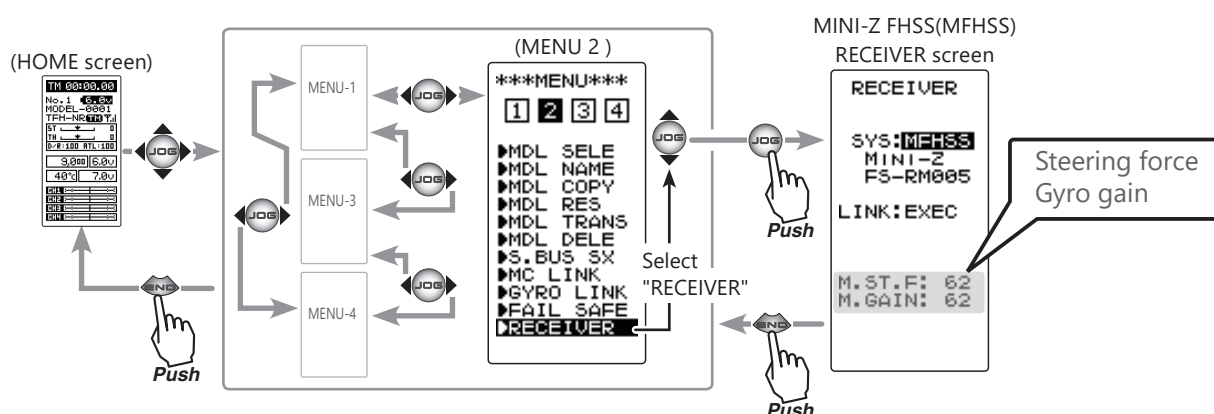 (HOME screen)
TM 00:00.00
No.1 6.0v
MODEL-0001
TFH-NR TM
ST 0
TH 0
D/R:100 ATL:100
9,000 6.0v
40℃ 7.0v
CH1
CH2
CH3
CH4
JOG
END
Push
MENU-1
MENU-3
MENU-4
JOG
JOG
JOG
JOG
(MENU 2 )
***MENU***
1 2 3 4
MDL SELE
MDL NAME
MDL COPY
MDL RES
MDL TRANS
MDL DELE
S.BUS SX
MC LINK
GYRO LINK
FAIL SAFE
RECEIVER
JOG
Select
"RECEIVER"
JOG
Push
END
Push
MINI-Z FHSS(MFHSS)
RECEIVER screen
RECEIVER
SYS:MFHSS
MINI-Z
FS-RM005
LINK:EXEC
M.ST.F: 62
M.GAIN: 62
Steering force
Gyro gain